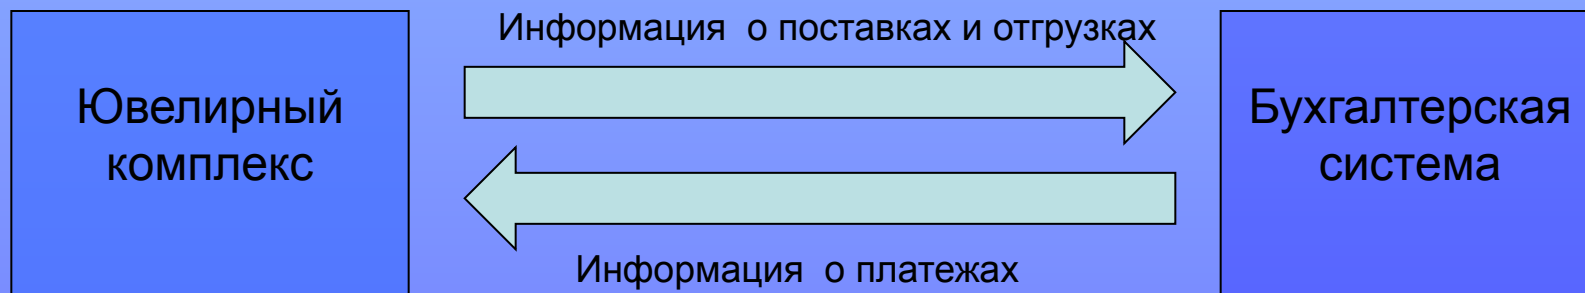 Информация о поставках и отгрузках
Ювелирный
комплекс
Бухгалтерская
система
Информация о платежах